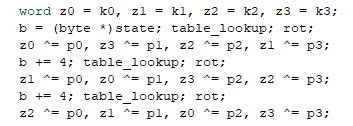 word z0 = k0, z1 = k1, z2 = k2, z3 = k3;
b = (byte *)state; table_lookup; rot;
z0 ^= p0, z3 ^= p1, z2 ^= p2, z1 ^= p3;
b += 4; table_lookup; rot;
z1 ^= p0, z0 ^= p1, z3 ^= p2, z2 ^= p3;
b += 4; table_lookup; rot;
z2 ^= p0, z1 ^= p1, z0 ^= p2, z3 ^= p3;